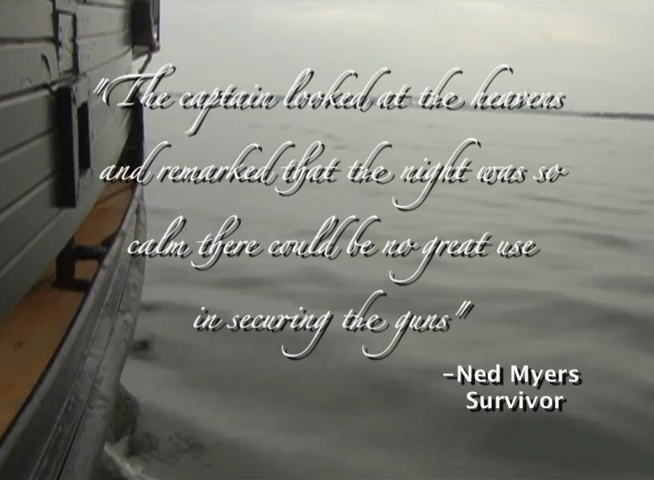 "The captain looked at the heavens
and remarked that the night was so
calm there could be no great use
in securing the guns"
-Ned Myers
Survivor